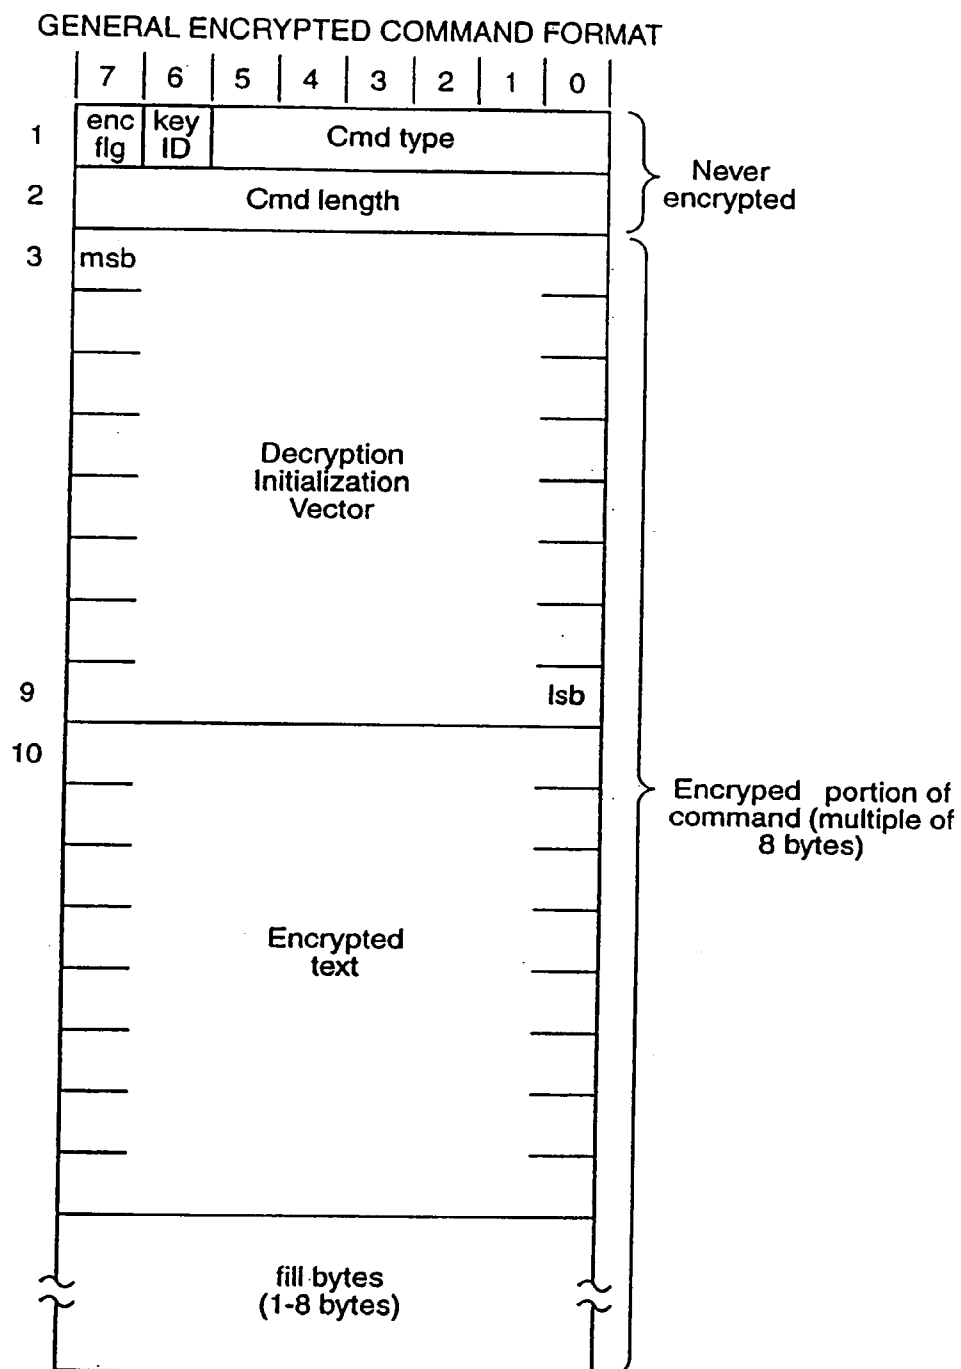 GENERAL ENCRYPTED COMMAND FORMAT
7 6 5 4 3 2 1 0
1
enc flg
key ID
Cmd type
Never
encrypted
2
Cmd length
3
msb
Decryption
Initialization
Vector
9
lsb
10
Encryped portion of
command (multiple of
8 bytes)
Encrypted
text
fill bytes
(1-8 bytes)